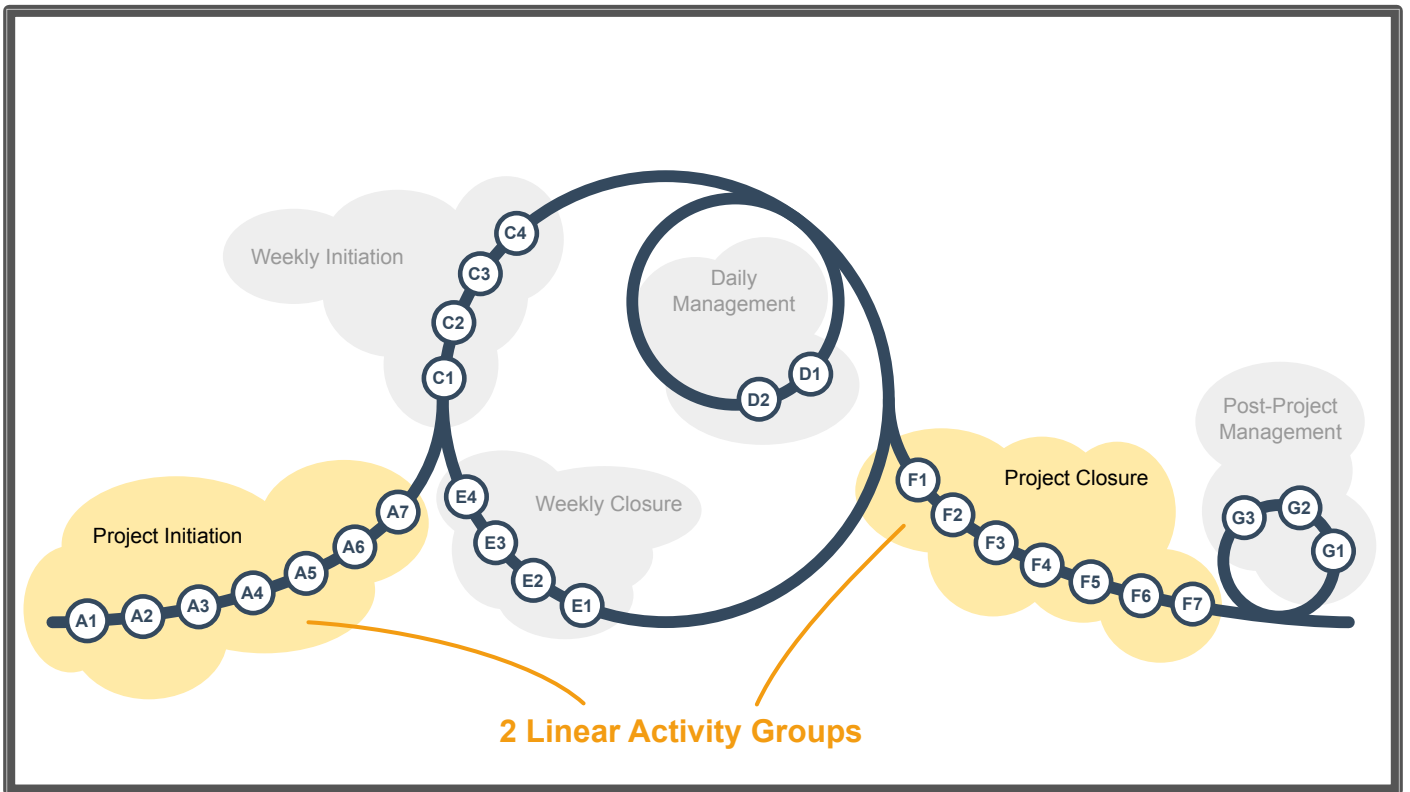 C4
Weekly Initiation
C3
C2
C1
Daily
Management
D1
D2
Post-Project
Management
Project Initiation
A1
A2
A3
A4
A5
A6
A7
Weekly Closure
E4
E3
E2
E1
Project Closure
F1
F2
F3
F4
F5
F6
F7
G3
G2
G1
2 Linear Activity Groups